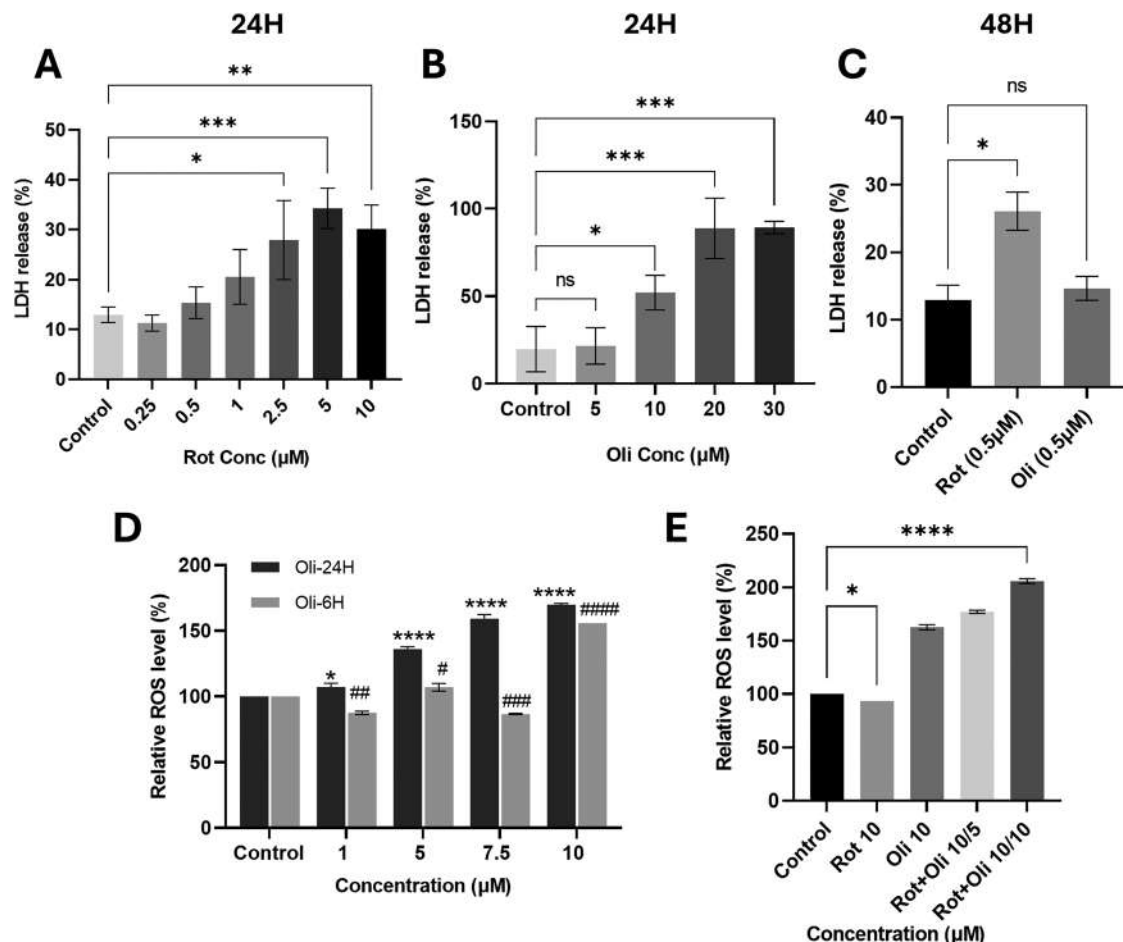 24H
24H
48H
A
**
***
*
50
40
30
20
10
0
LDH release (%)
Control
0.25
0.5
1
2.5
5
10
Rot Conc (µM)
B
***
***
*
ns
150
100
50
0
LDH release (%)
Control 5 10 20 30
Oli Conc (µM)
C
ns
*
40
30
20
10
0
LDH release (%)
Control
Rot (0.5µM)
Oli (0.5µM)
D
Oli-24H
Oli-6H
200
150
100
50
0
Relative ROS level (%)
* ## **** # **** ### **** ####
Control 1 5 7.5 10
Concentration (µM)
E
****
*
250
200
150
100
50
0
Relative ROS level (%)
Control
Rot 10
Oli 10
Rot+Oli 10/5
Rot+Oli 10/10
Concentration (µM)